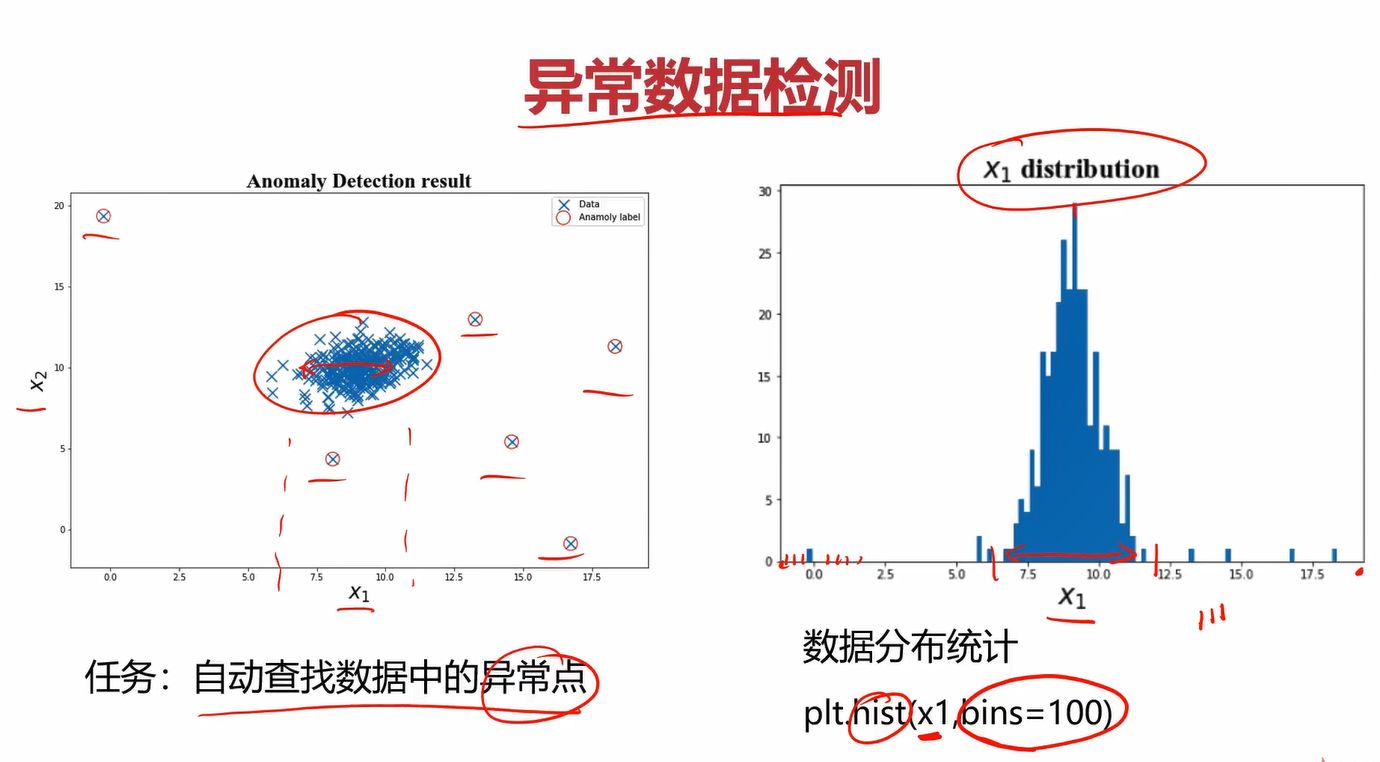 异常数据检测
Anomaly Detection result
Data
Anamoly label
20
15
10
5
0
x2
0.0 2.5 5.0 7.5 10.0 12.5 15.0 17.5
x1
任务：自动查找数据中的异常点
x1 distribution
30
25
20
15
10
5
0
0.0 2.5 5.0 7.5 10.0 12.5 15.0 17.5
x1
数据分布统计
plt.hist(x1,bins=100)